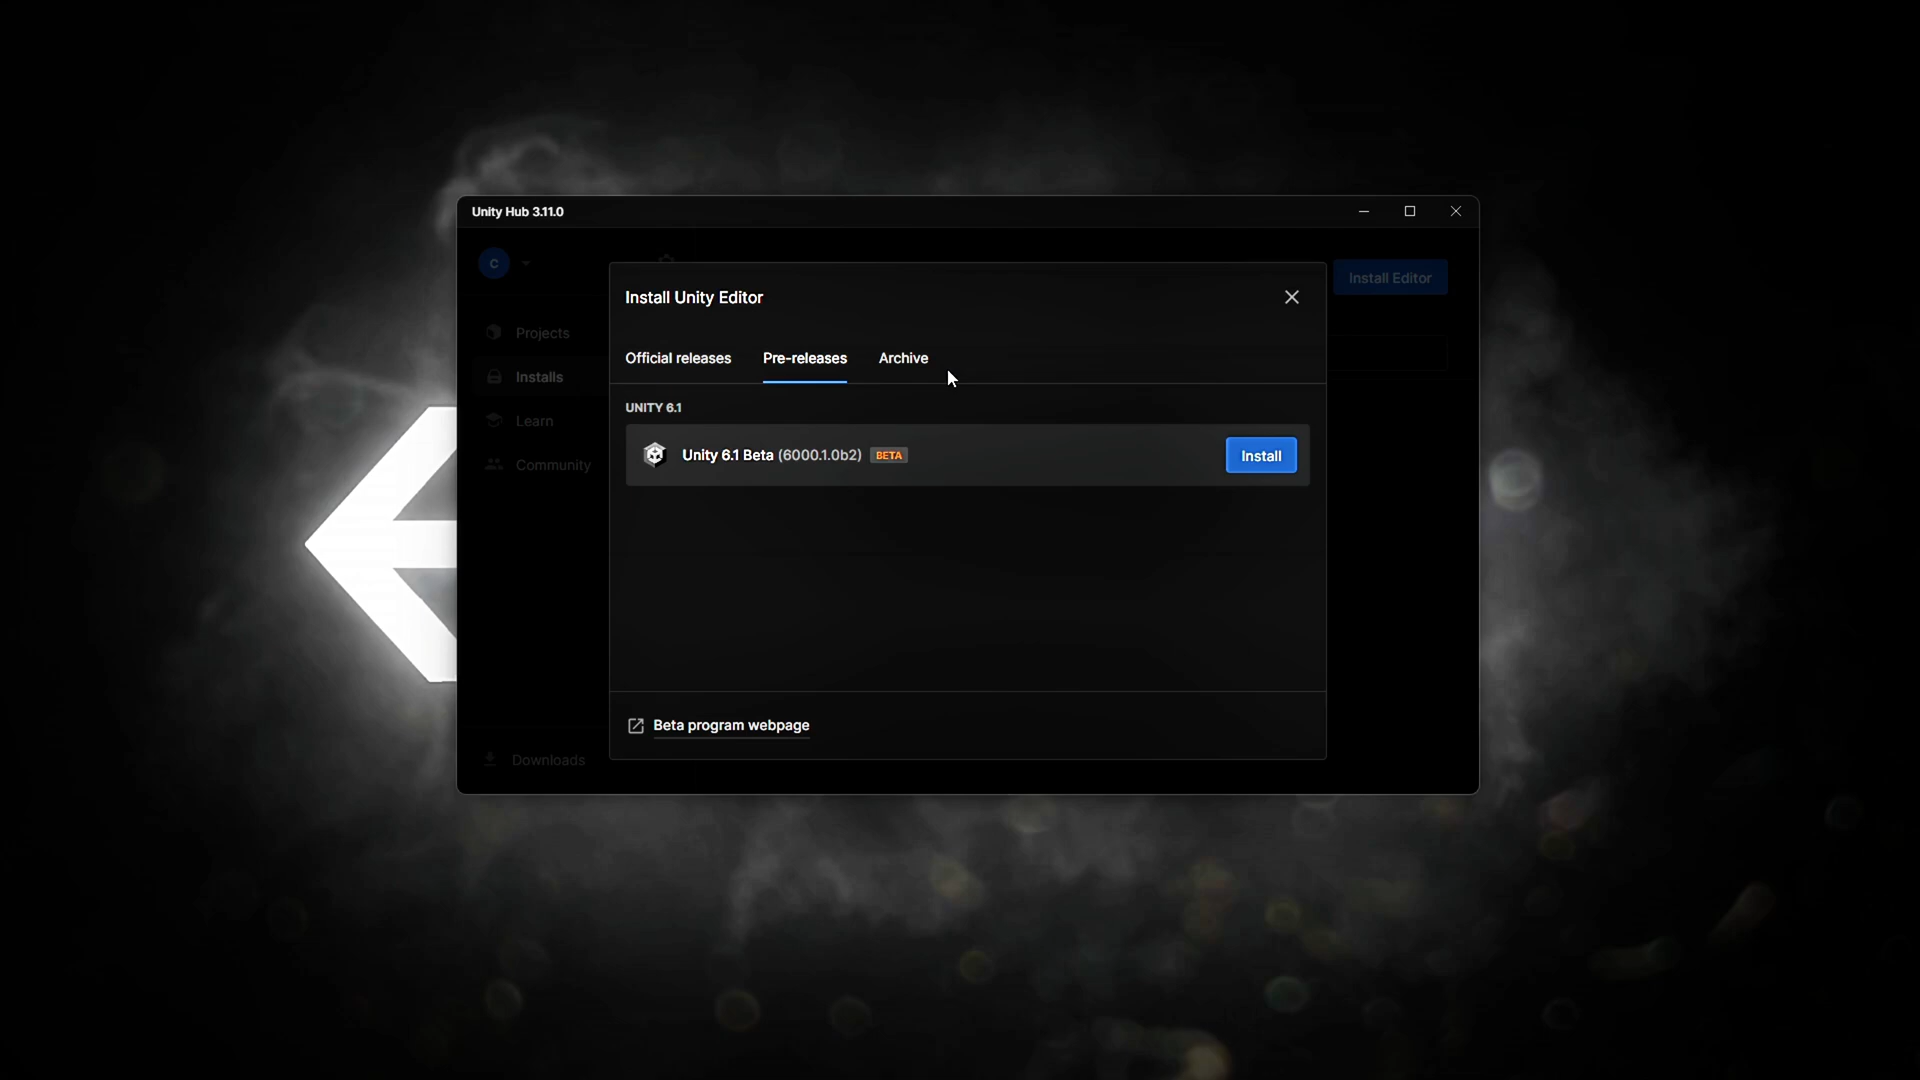 Unity Hub 3.11.0
C
Install Editor
Install Unity Editor
Projects
Official releases
Pre-releases
Archive
Installs
UNITY 6.1
Learn
Unity 6.1 Beta (6000.1.0b2) BETA
Install
Community
Beta program webpage
Downloads